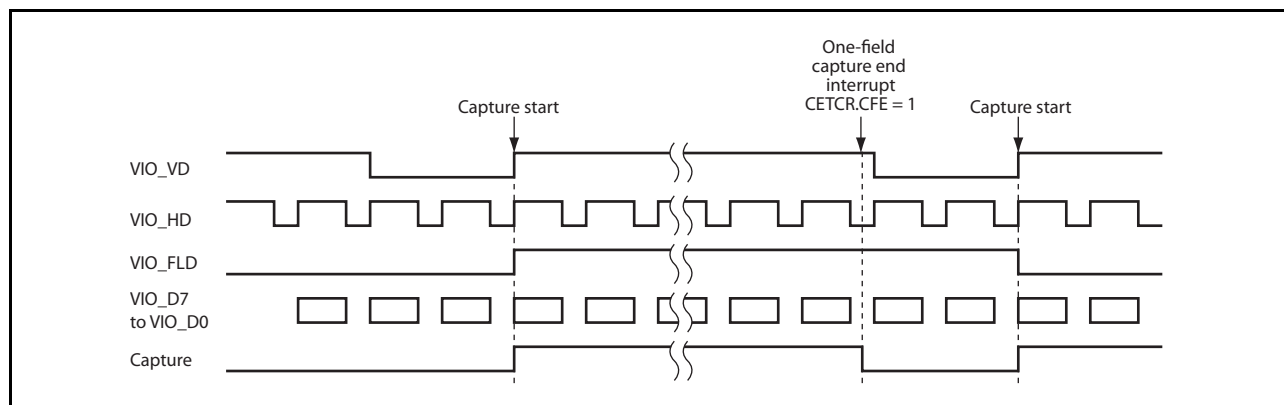 One-field
capture end
interrupt
CETCR.CFE = 1
Capture start
Capture start
VIO_VD
VIO_HD
VIO_FLD
VIO_D7
to VIO_D0
Capture